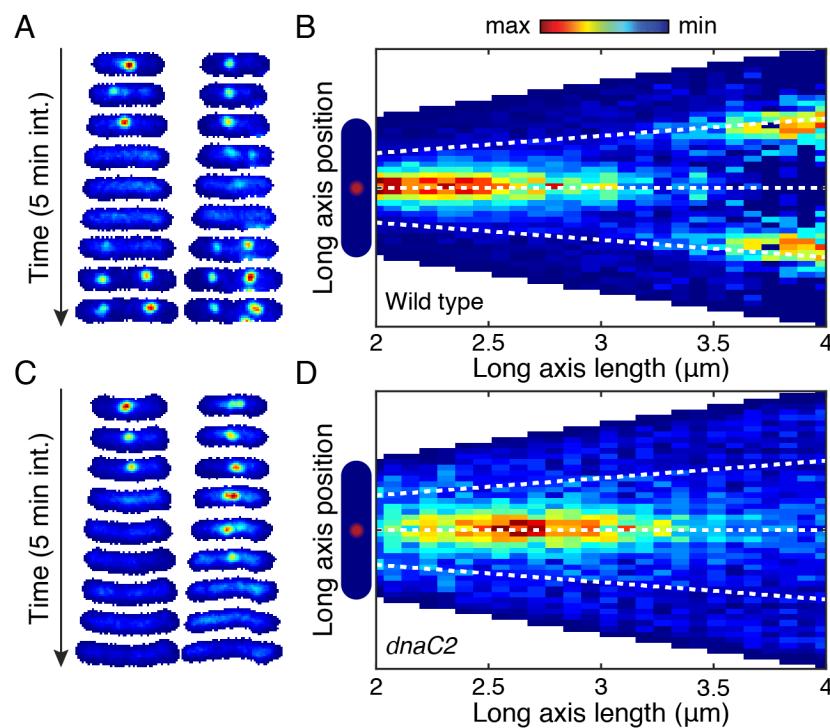 A
Time (5 min int.)
B
max min
Long axis position
Wild type
2 2.5 3 3.5 4
Long axis length (µm)
C
Time (5 min int.)
D
Long axis position
dnaC2
2 2.5 3 3.5 4
Long axis length (µm)